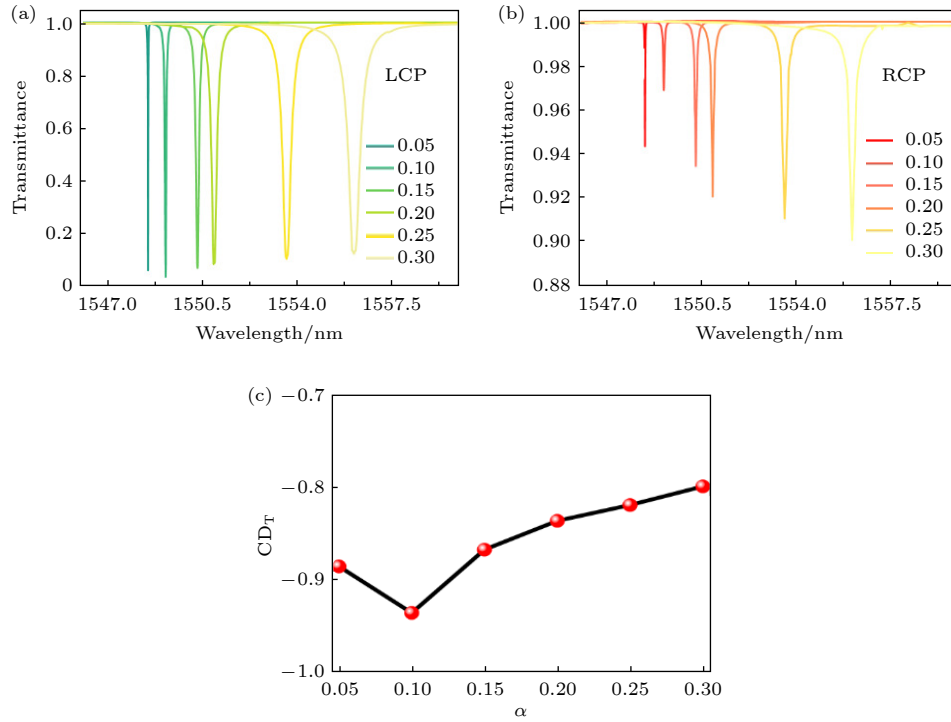 (a)
1.0
0.8
0.6
0.4
0.2
0
Transmittance
LCP
0.05
0.10
0.15
0.20
0.25
0.30
1547.0 1550.5 1554.0 1557.5
Wavelength/nm
(b)
1.00
0.98
0.96
0.94
0.92
0.90
0.88
Transmittance
RCP
0.05
0.10
0.15
0.20
0.25
0.30
1547.0 1550.5 1554.0 1557.5
Wavelength/nm
(c)
−0.7
−0.8
−0.9
−1.0
CDT
0.05 0.10 0.15 0.20 0.25 0.30
α